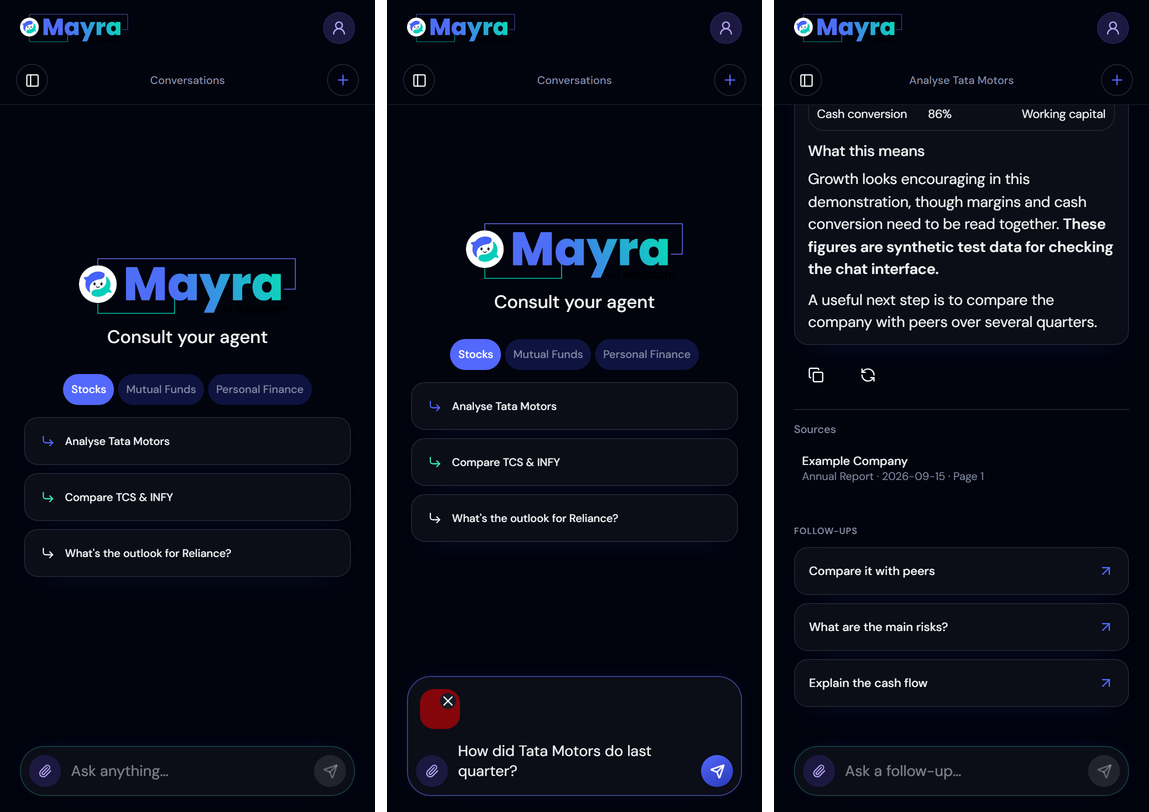 Mayra
Conversations
Mayra
Consult your agent
Stocks
Mutual Funds
Personal Finance
Analyse Tata Motors
Compare TCS & INFY
What's the outlook for Reliance?
Ask anything...
Mayra
Conversations
Mayra
Consult your agent
Stocks
Mutual Funds
Personal Finance
Analyse Tata Motors
Compare TCS & INFY
What's the outlook for Reliance?
How did Tata Motors do last
quarter?
Mayra
Analyse Tata Motors
Cash conversion 86% Working capital
What this means
Growth looks encouraging in this
demonstration, though margins and cash
conversion need to be read together. These
figures are synthetic test data for checking
the chat interface.
A useful next step is to compare the
company with peers over several quarters.
Sources
Example Company
Annual Report · 2026-09-15 · Page 1
FOLLOW-UPS
Compare it with peers
What are the main risks?
Explain the cash flow
Ask a follow-up...